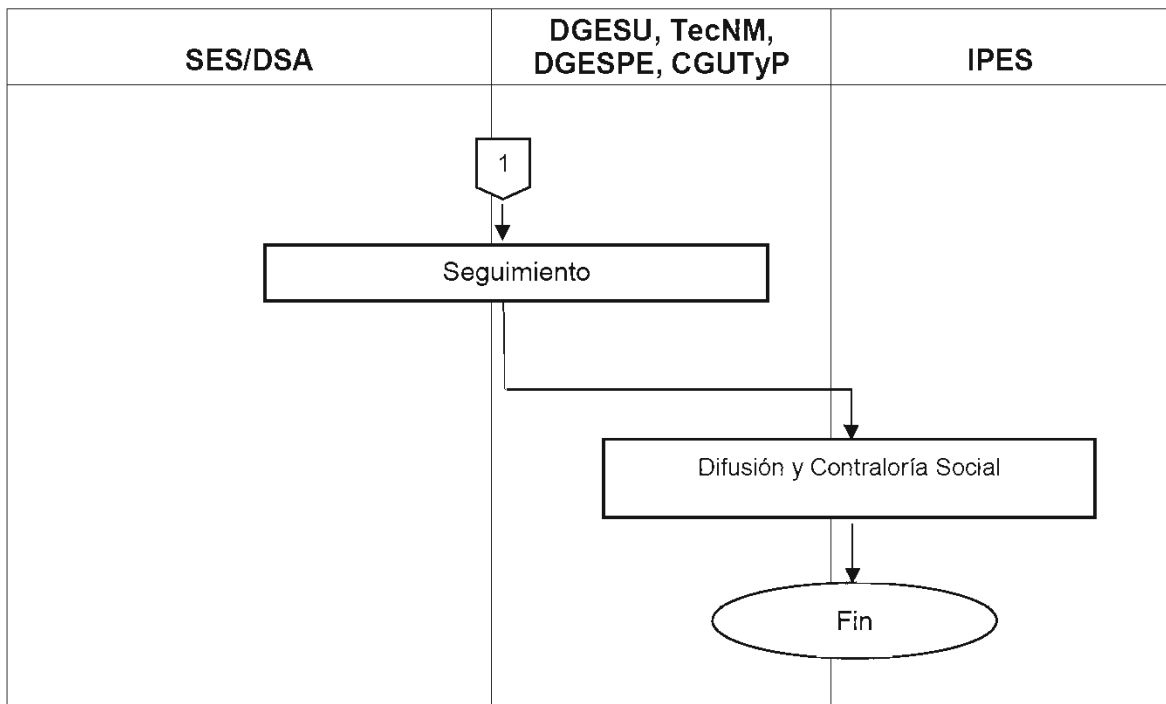 SES/DSA
DGESU, TecNM,
DGESPE, CGUTyP
IPES
1
Seguimiento
Difusión y Contraloría Social
Fin